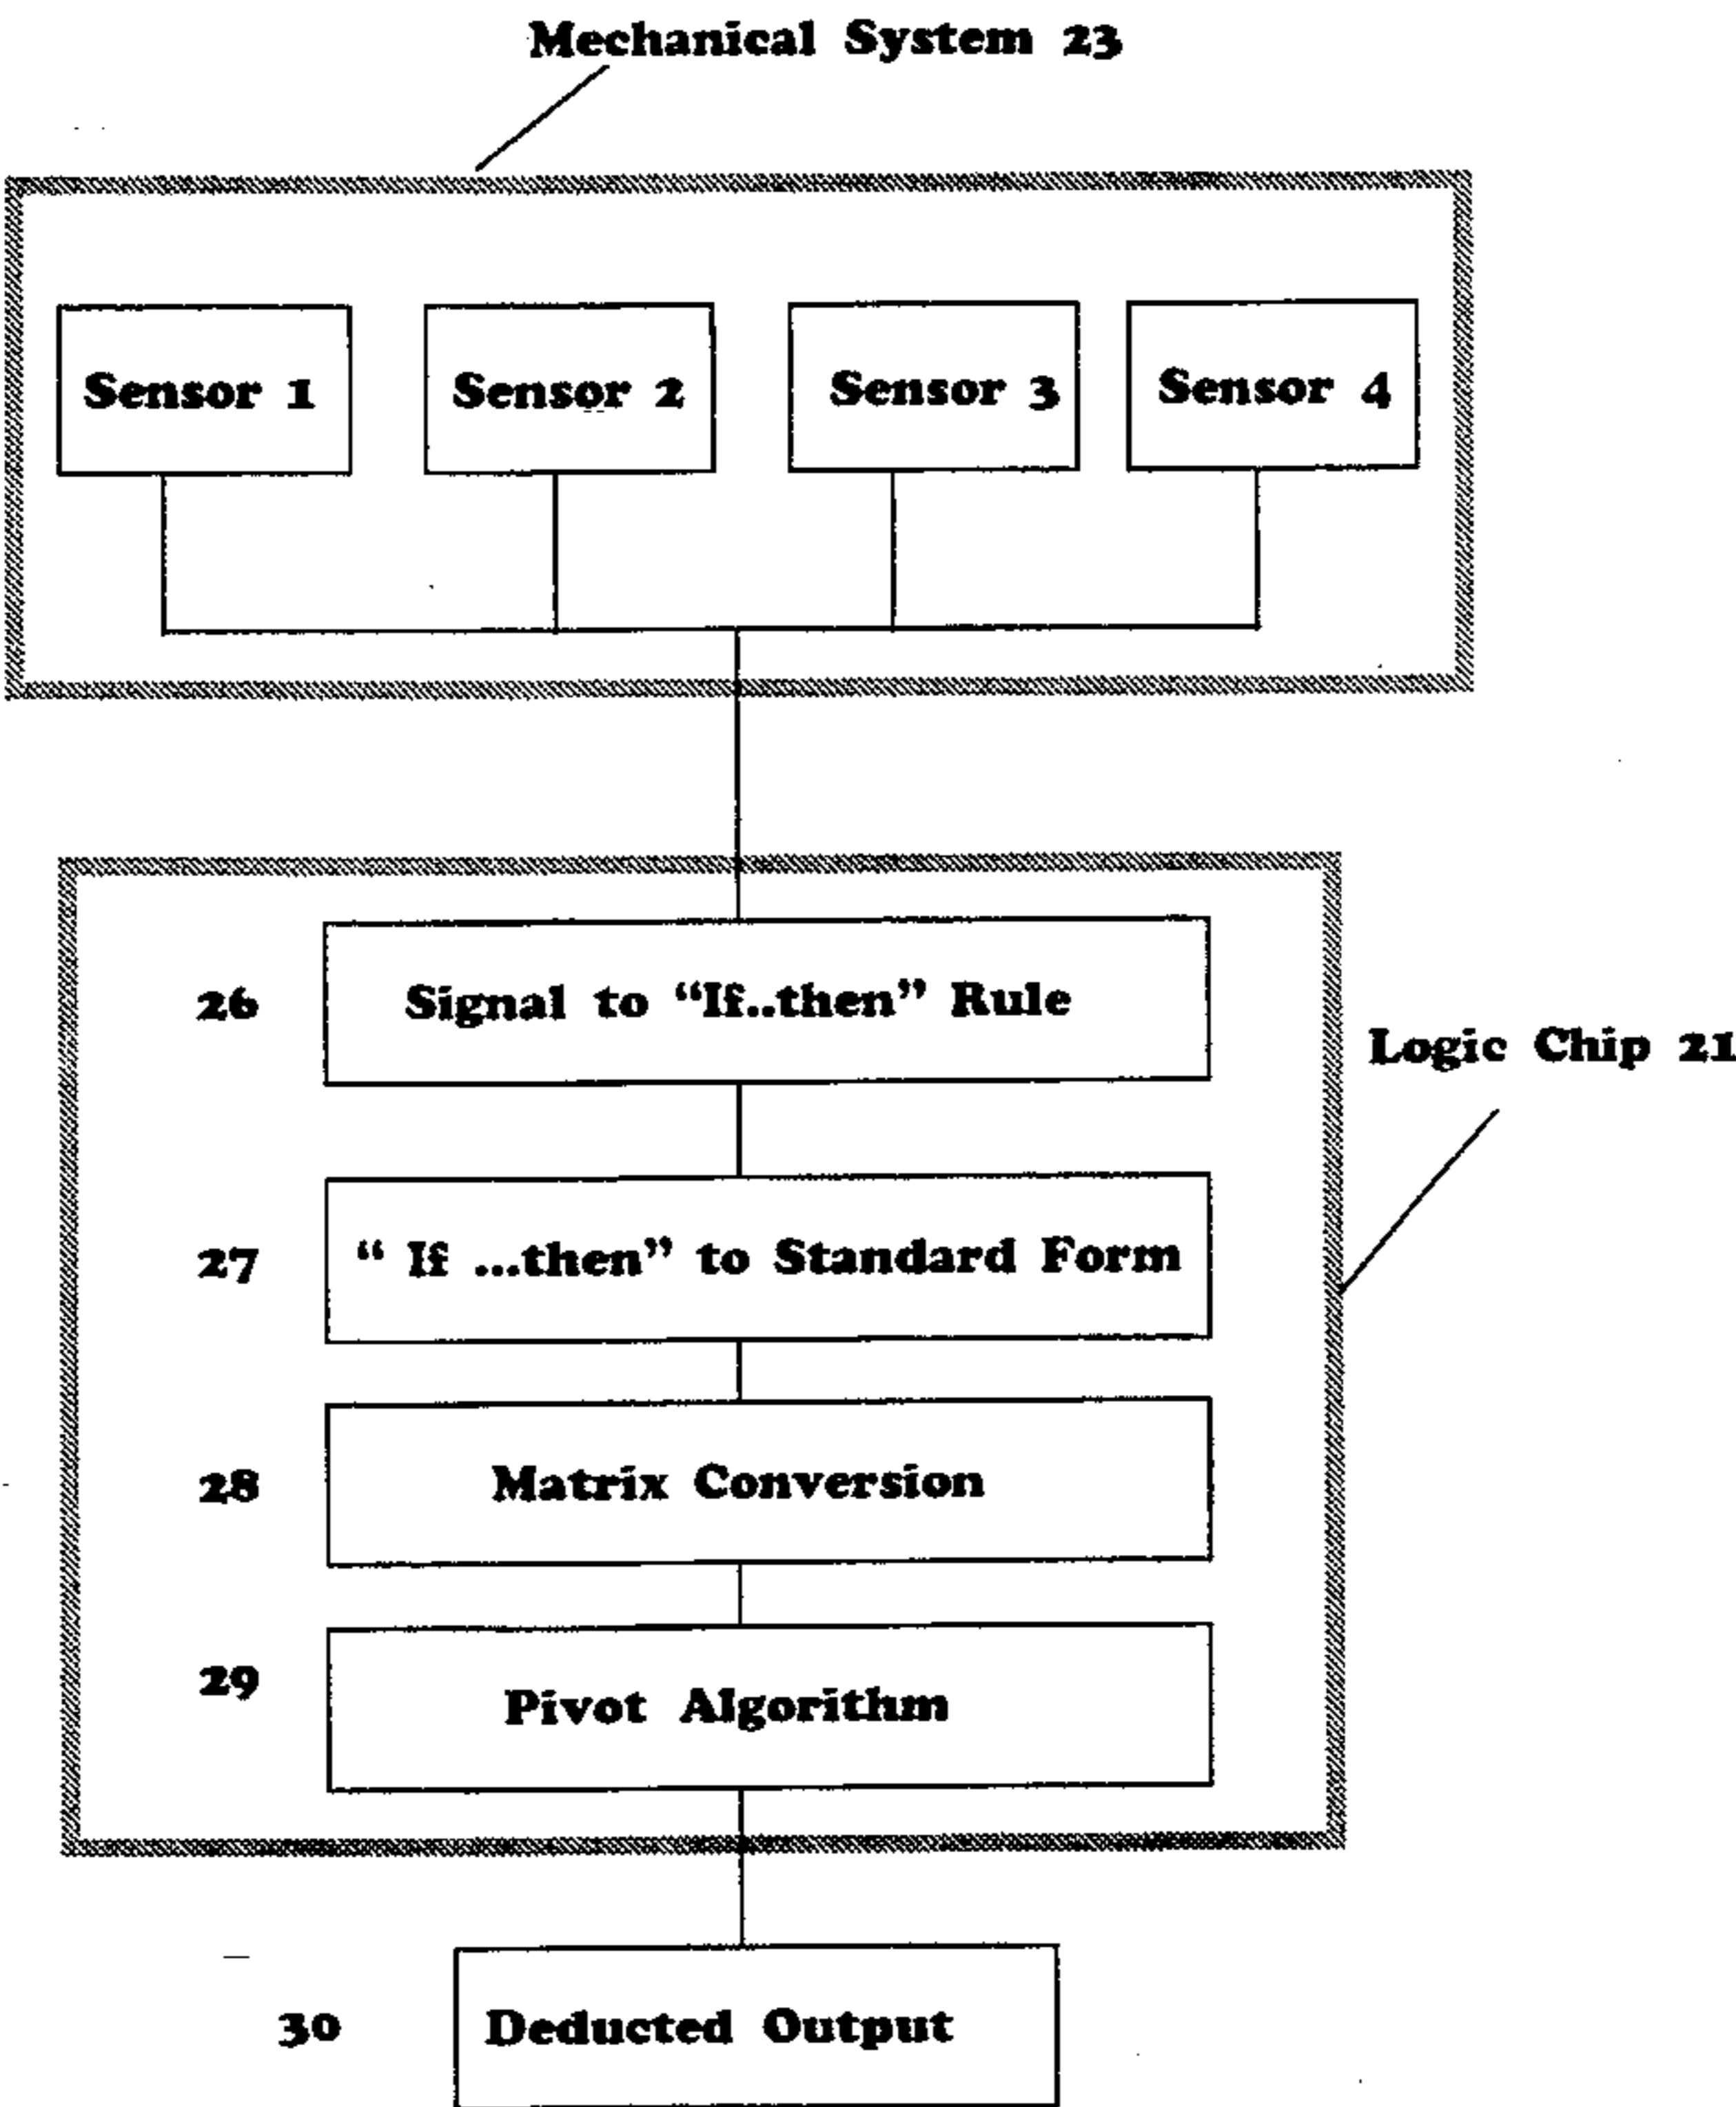 Mechanical System 23
Sensor 1
Sensor 2
Sensor 3
Sensor 4
26
Signal to “If..then” Rule
Logic Chip 21
27
“ If ...then” to Standard Form
28
Matrix Conversion
29
Pivot Algorithm
30
Deducted Output